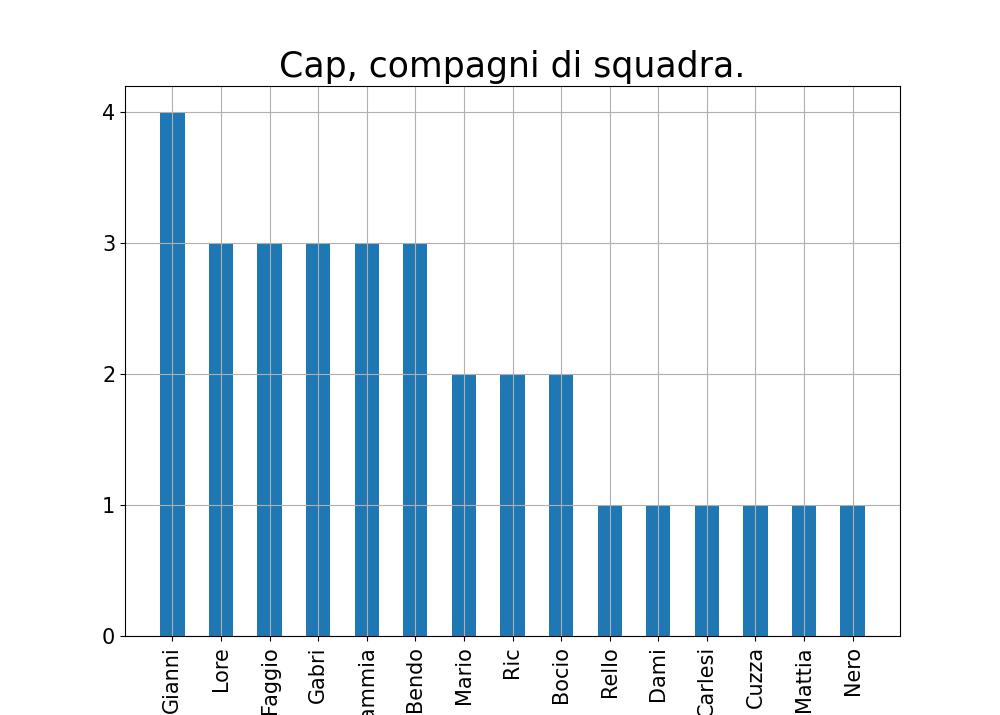 Cap, compagni di squadra.
4
3
2
1
0
Gianni
Lore
Faggio
Gabri
ammia
Bendo
Mario
Ric
Bocio
Rello
Dami
Carlesi
Cuzza
Mattia
Nero